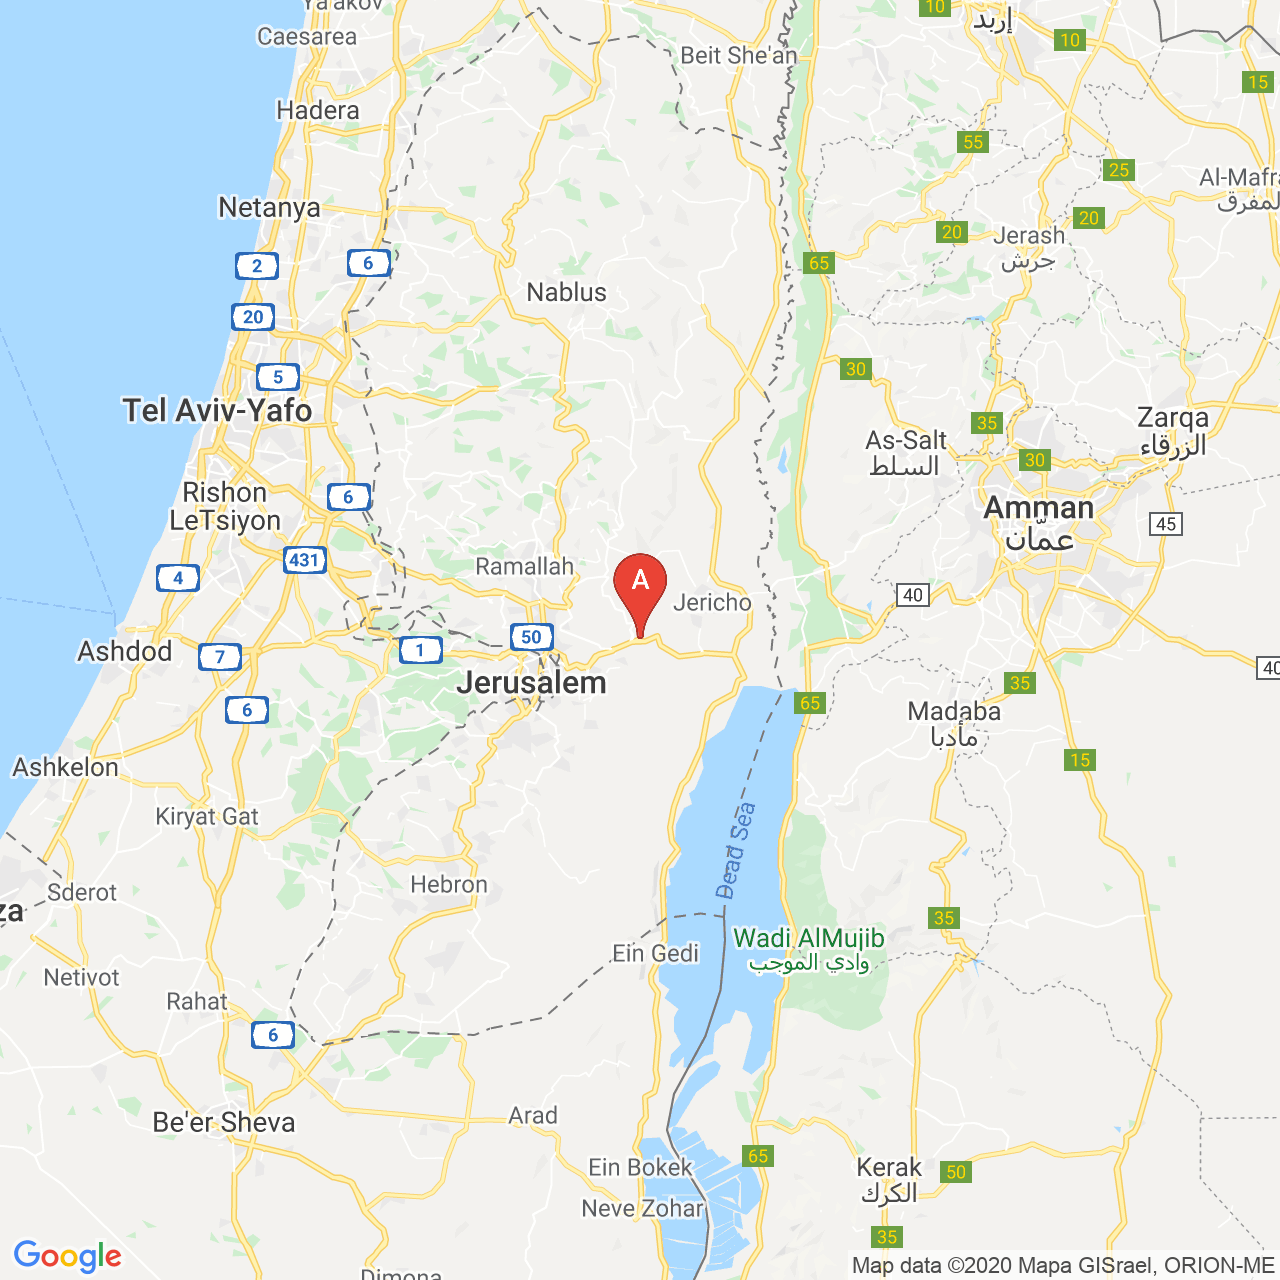 Ya'akov
Caesarea
إربد
10
10
Beit She'an
15
Hadera
55
25
Al-Mafra
المفرق
Netanya
20
20
Jerash
جرش
2
6
65
Nablus
20
30
5
Tel Aviv-Yafo
Zarqa
الزرقاء
35
As-Salt
السلط
30
Rishon
LeTsiyon
6
Amman
عمّان
45
431
Ramallah
A
4
40
Jericho
50
Ashdod
7
1
40
Jerusalem
35
6
65
Madaba
مأدبا
Ashkelon
15
Kiryat Gat
Dead Sea
Hebron
Sderot
za
35
Wadi AlMujib
وادي الموجب
Ein Gedi
Netivot
Rahat
6
Arad
Be'er Sheva
65
Ein Bokek
Kerak
الكرك
50
Neve Zohar
35
Google
Dimona
Map data ©2020 Mapa GISrael, ORION-ME